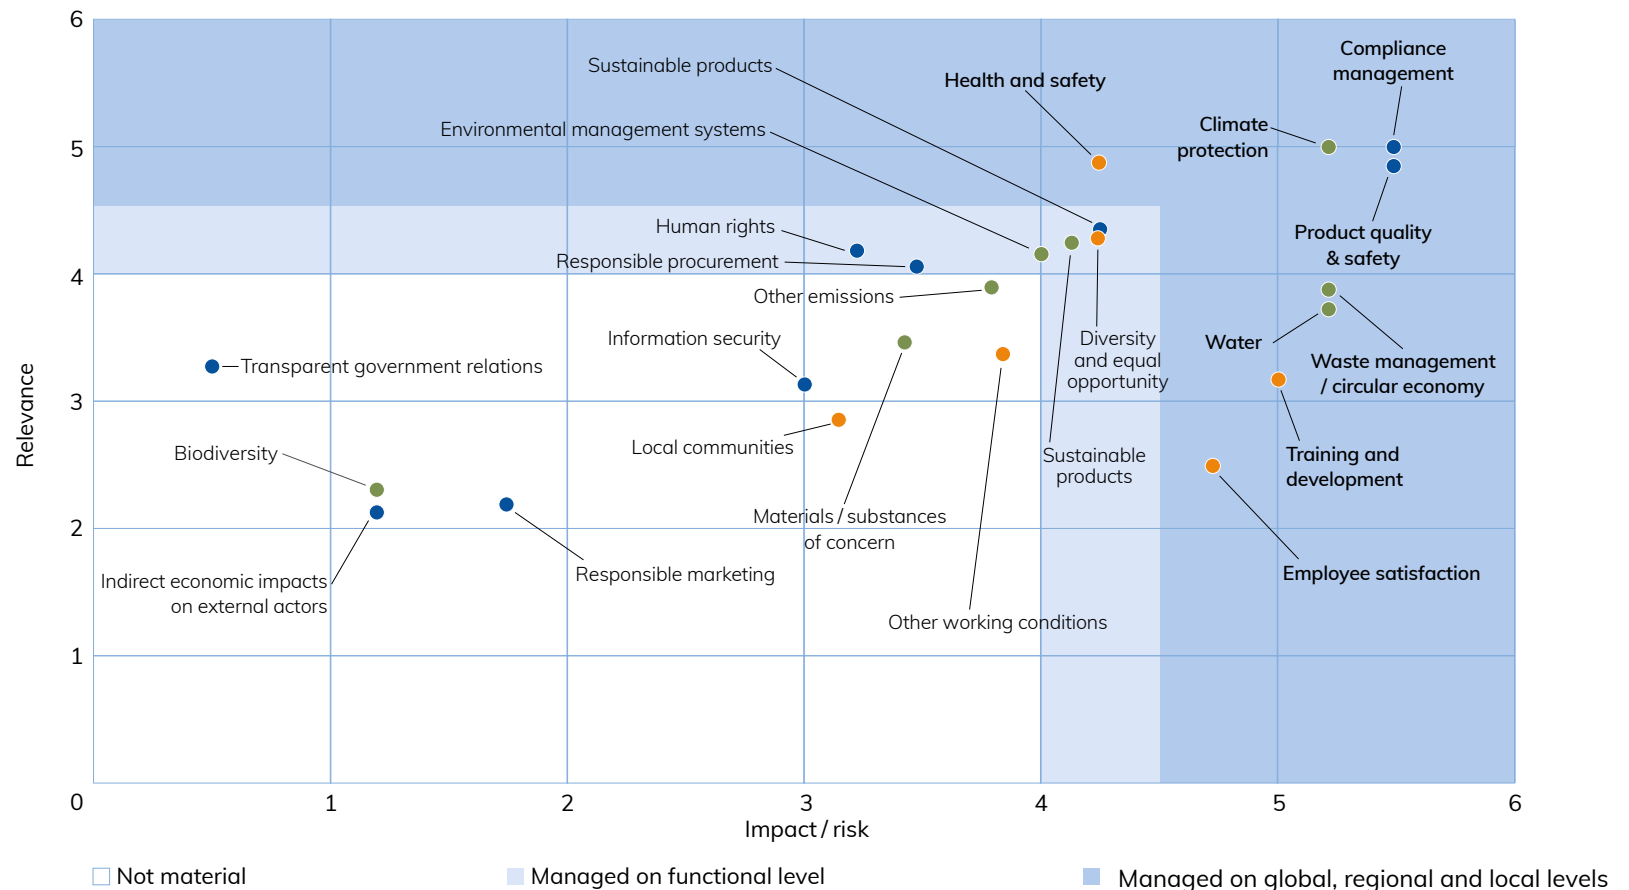 6
Compliance
management
Sustainable products
Health and safety
Climate
protection
Environmental management systems
5
Human rights
Product quality
& safety
Responsible procurement
4
Other emissions
Information security
Diversity
and equal
opportunity
Water
Waste management
/ circular economy
Transparent government relations
Relevance
3
Local communities
Biodiversity
Sustainable
products
Training and
development
Materials / substances
of concern
2
Responsible marketing
Employee satisfaction
Indirect economic impacts
on external actors
Other working conditions
1
0
1
2
3
4
5
6
Impact / risk
Not material
Managed on functional level
Managed on global, regional and local levels